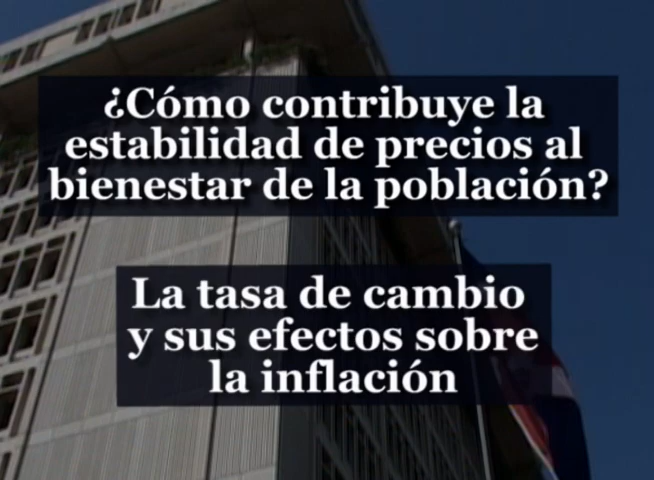 ¿Cómo contribuye la
estabilidad de precios al
bienestar de la población?
La tasa de cambio
y sus efectos sobre
la inflación